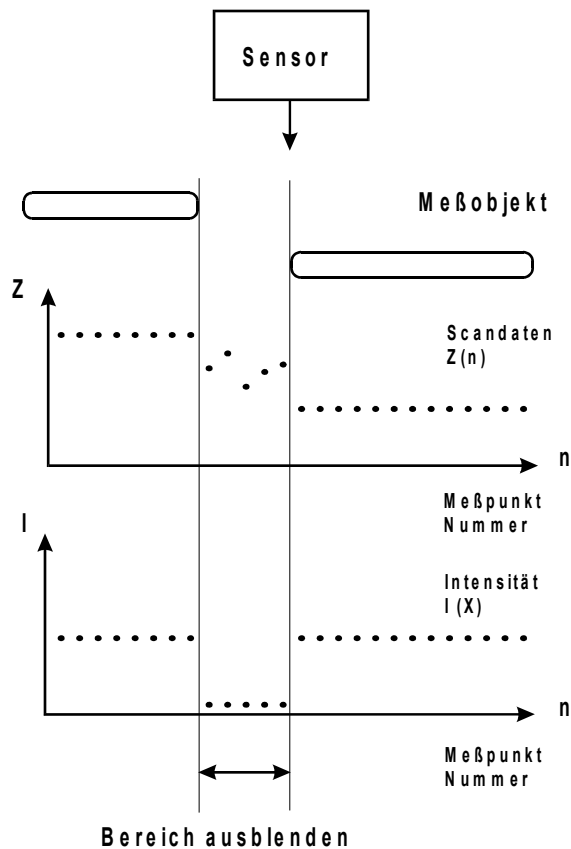 Sensor
Meßobjekt
Z
Scandaten
Z(n)
n
Meßpunkt
Nummer
I
Intensität
I(X)
n
Meßpunkt
Nummer
Bereich ausblenden